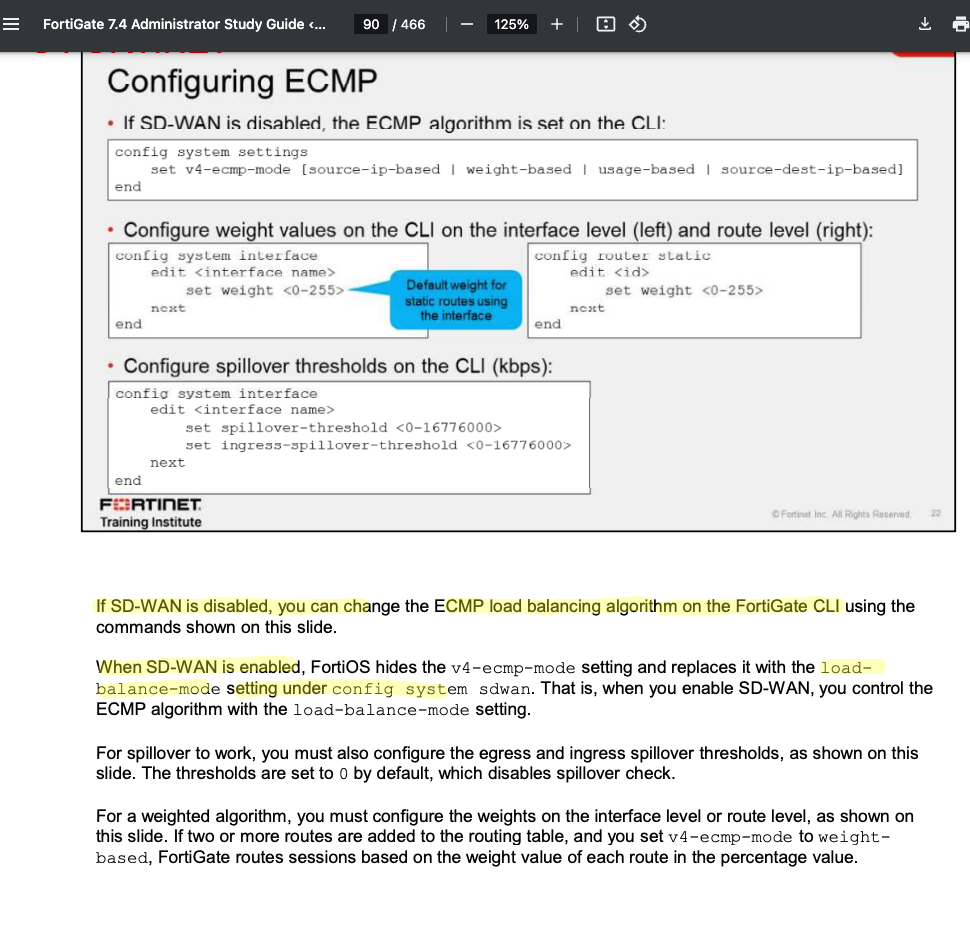 FortiGate 7.4 Administrator Study Guide <...
90 / 466
125%
Configuring ECMP
• If SD-WAN is disabled, the ECMP algorithm is set on the CLI:
config system settings
set v4-ecmp-mode [source-ip-based | weight-based | usage-based | source-dest-ip-based]
end
• Configure weight values on the CLI on the interface level (left) and route level (right):
config system interface
edit <interface name>
set weight <0-255>
next
end
Default weight for
static routes using
the interface
config router static
edit <id>
set weight <0-255>
next
end
• Configure spillover thresholds on the CLI (kbps):
config system interface
edit <interface name>
set spillover-threshold <0-16776000>
set ingress-spillover-threshold <0-16776000>
next
end
FORTINET
Training Institute
© Fortinet Inc. All Rights Reserved.
22
If SD-WAN is disabled, you can change the ECMP load balancing algorithm on the FortiGate CLI using the
commands shown on this slide.
When SD-WAN is enabled, FortiOS hides the v4-ecmp-mode setting and replaces it with the load-
balance-mode setting under config system sdwan. That is, when you enable SD-WAN, you control the
ECMP algorithm with the load-balance-mode setting.
For spillover to work, you must also configure the egress and ingress spillover thresholds, as shown on this
slide. The thresholds are set to 0 by default, which disables spillover check.
For a weighted algorithm, you must configure the weights on the interface level or route level, as shown on
this slide. If two or more routes are added to the routing table, and you set v4-ecmp-mode to weight-
based, FortiGate routes sessions based on the weight value of each route in the percentage value.